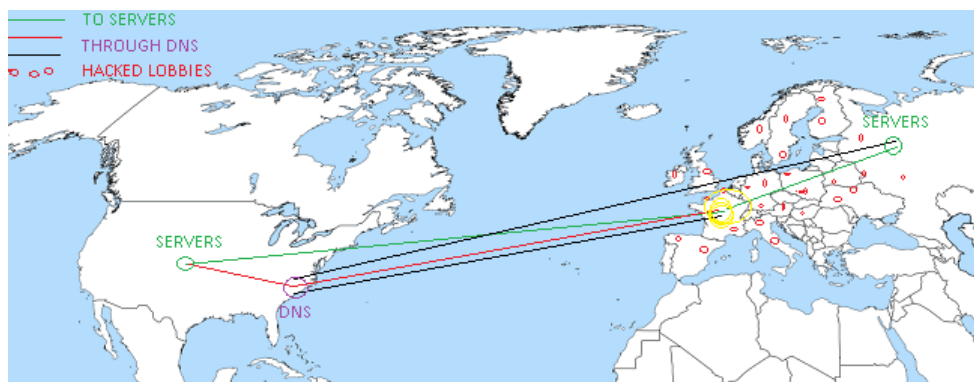 TO SERVERS
THROUGH DNS
HACKED LOBBIES
SERVERS
SERVERS
DNS